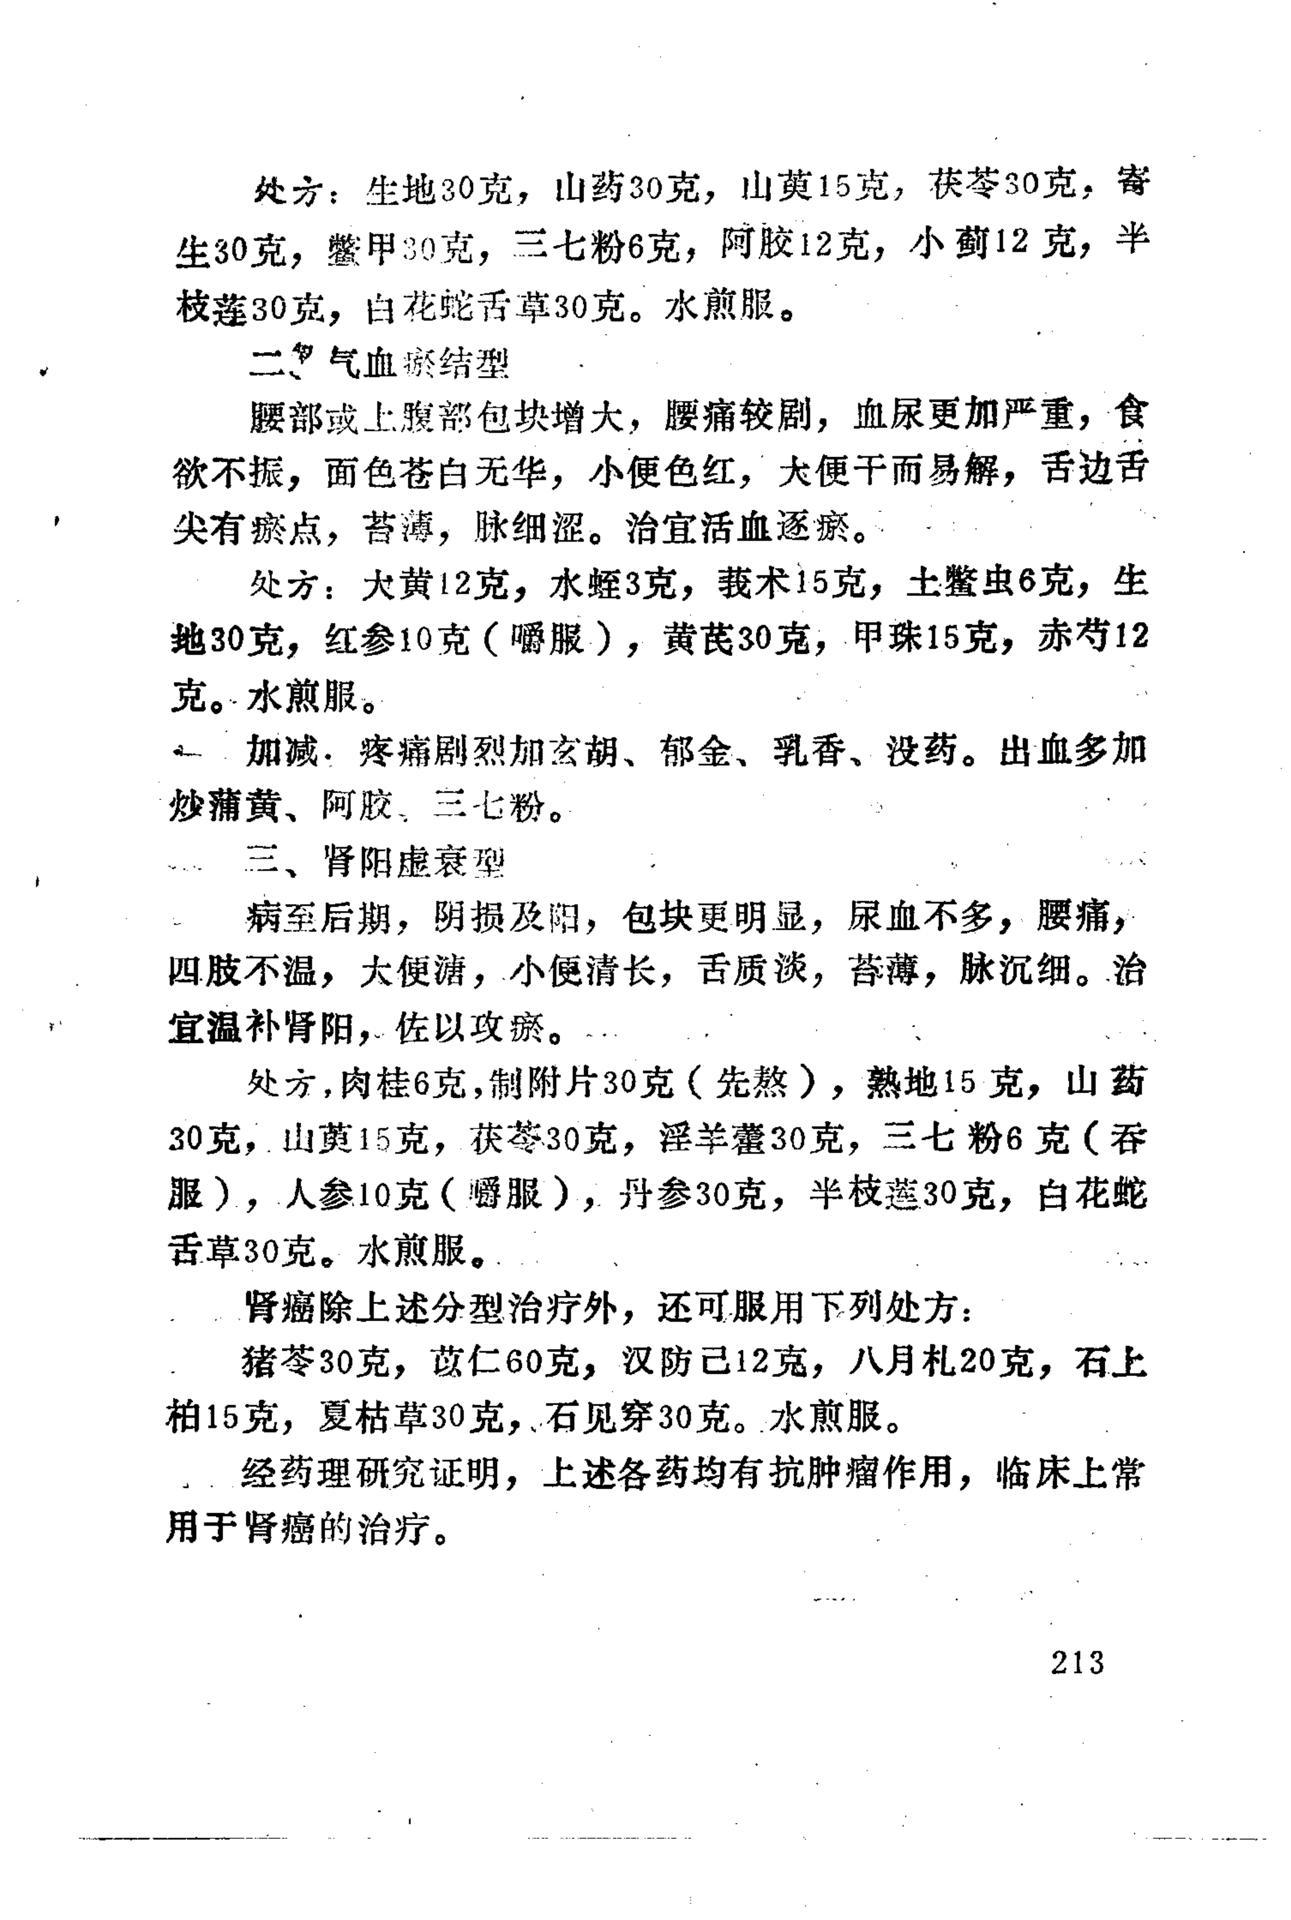 处方：生地30克，山药30克，山萸15克，茯苓30克，寄
生30克，鳖甲30克，三七粉6克，阿胶12克，小蓟12克，半
枝莲30克，白花蛇舌草30克。水煎服。
二、气血瘀结型
腰部或上腹部包块增大，腰痛较剧，血尿更加严重，食
欲不振，面色苍白无华，小便色红，大便干而易解，舌边舌
尖有瘀点，苔薄，脉细涩。治宜活血逐瘀。
处方：大黄12克，水蛭3克，莪术15克，土鳖虫6克，生
地30克，红参10克（嚼服），黄芪30克，甲珠15克，赤芍12
克。水煎服。
加减．疼痛剧烈加玄胡、郁金、乳香、没药。出血多加
炒蒲黄、阿胶、三七粉。
三、肾阳虚衰型
病至后期，阴损及阳，包块更明显，尿血不多，腰痛，
四肢不温，大便溏，小便清长，舌质淡，苔薄，脉沉细。治
宜温补肾阳，佐以攻瘀。
处方，肉桂6克，制附片30克（先熬），熟地15克，山药
30克，山萸15克，茯苓30克，淫羊藿30克，三七粉6克（吞
服），人参10克（嚼服），丹参30克，半枝莲30克，白花蛇
舌草30克。水煎服。
肾癌除上述分型治疗外，还可服用下列处方：
猪苓30克，苡仁60克，汉防己12克，八月札20克，石上
柏15克，夏枯草30克，石见穿30克。水煎服。
经药理研究证明，上述各药均有抗肿瘤作用，临床上常
用于肾癌的治疗。
213